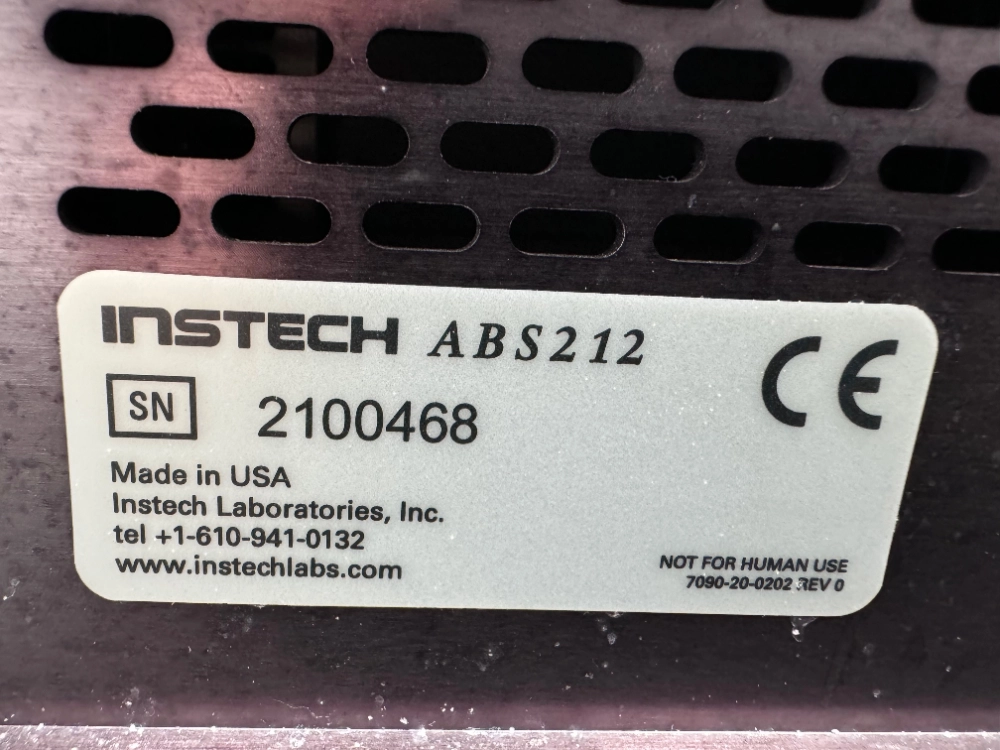 INSTECH ABS212
CE
SN 2100468
Made in USA
Instech Laboratories, Inc.
tel +1-610-941-0132
www.instechlabs.com
NOT FOR HUMAN USE
7090-20-0202 REV 0